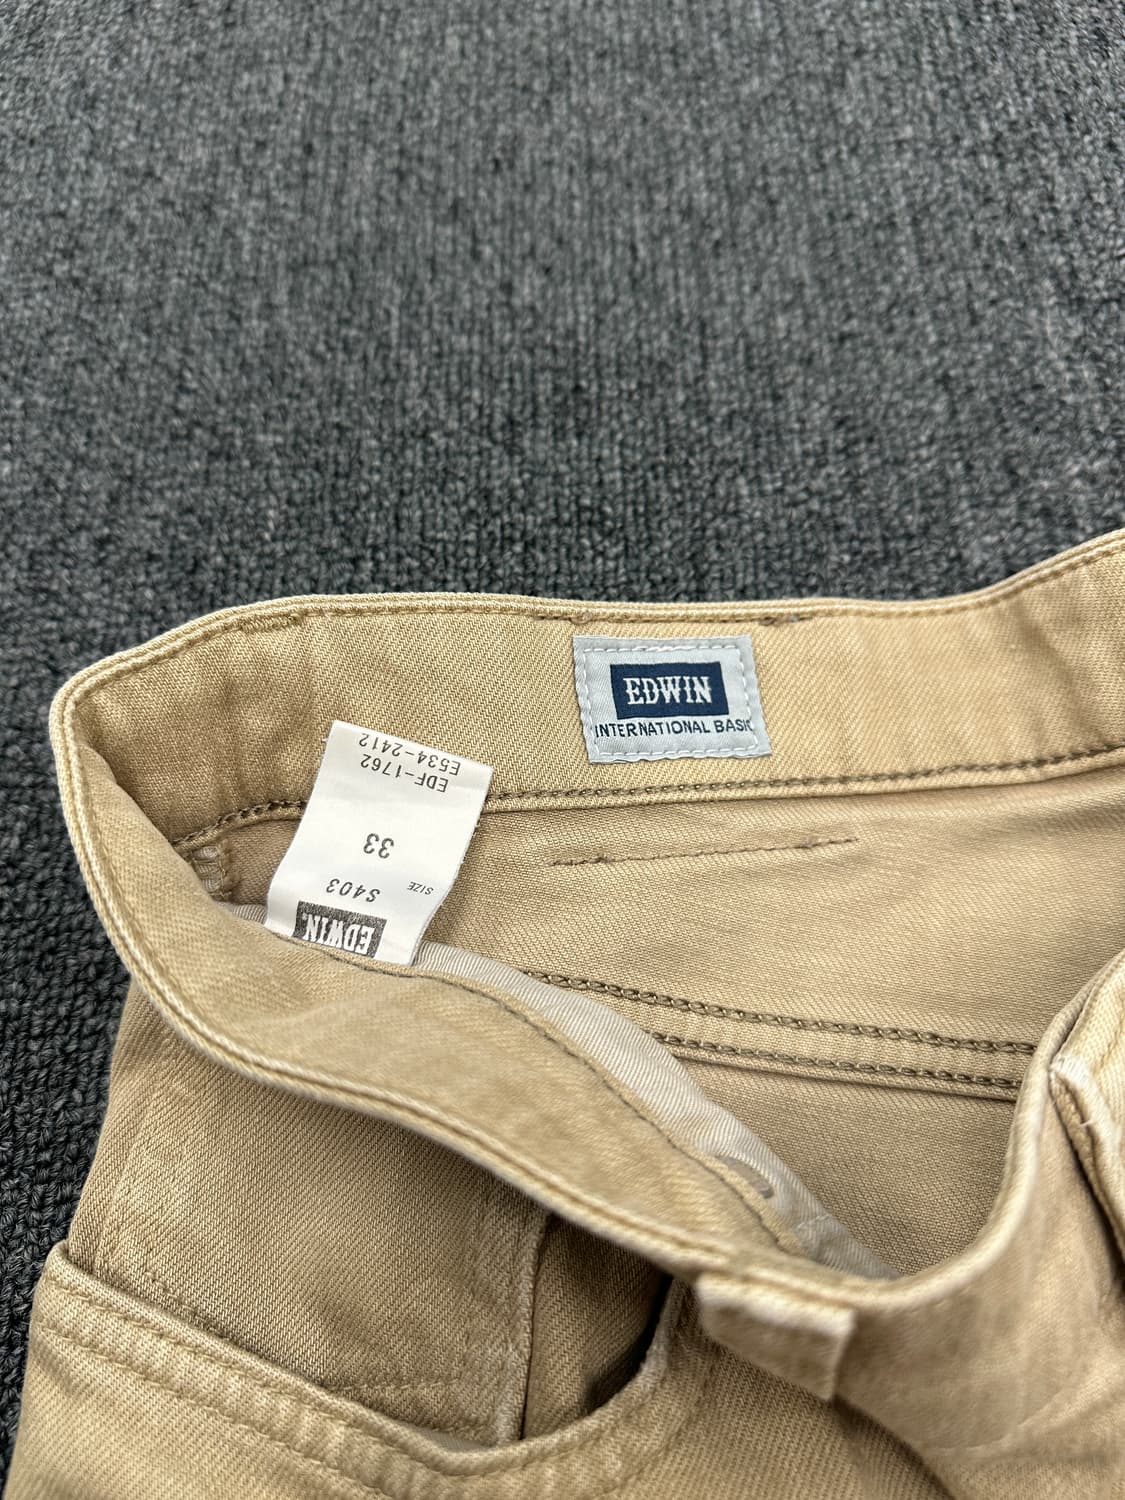 EDWIN
INTERNATIONAL BASIC
EDWIN
SIZE S403
33
EDF-1762
E534-2412